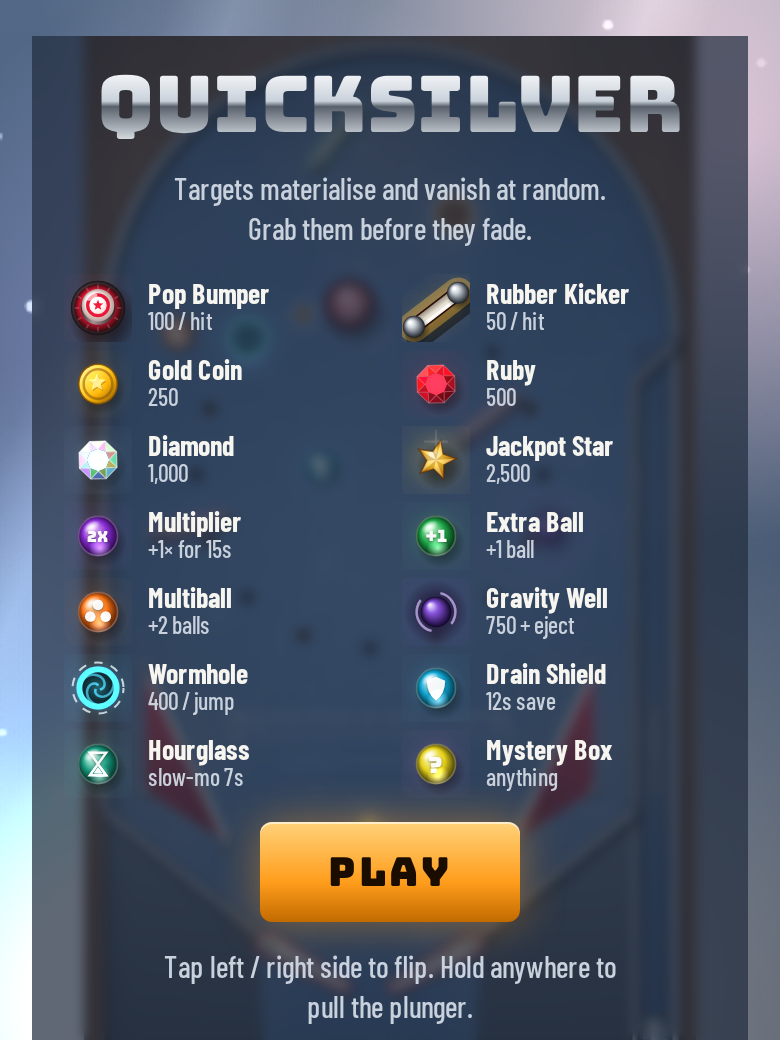 QUICKSILVER
Targets materialise and vanish at random.
Grab them before they fade.
Pop Bumper
100 / hit
Rubber Kicker
50 / hit
Gold Coin
250
Ruby
500
Diamond
1,000
Jackpot Star
2,500
2X
Multiplier
+1× for 15s
+1
Extra Ball
+1 ball
Multiball
+2 balls
Gravity Well
750 + eject
Wormhole
400 / jump
Drain Shield
12s save
Hourglass
slow-mo 7s
?
Mystery Box
anything
PLAY
Tap left / right side to flip. Hold anywhere to
pull the plunger.